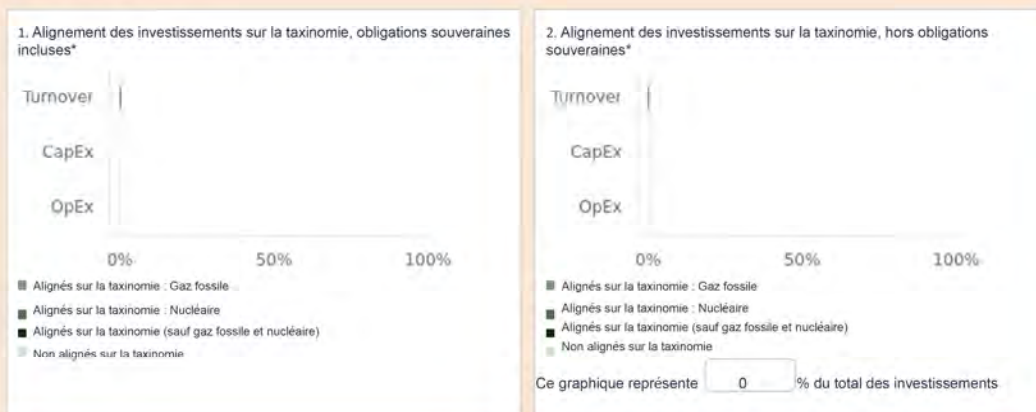 1. Alignement des investissements sur la taxinomie, obligations souveraines
incluses*
Turnover
CapEx
OpEx
0% 50% 100%
Alignés sur la taxinomie : Gaz fossile
Alignés sur la taxinomie : Nucléaire
Alignés sur la taxinomie (sauf gaz fossile et nucléaire)
Non alignés sur la taxinomie
2. Alignement des investissements sur la taxinomie, hors obligations
souveraines*
Turnover
CapEx
OpEx
0% 50% 100%
Alignés sur la taxinomie : Gaz fossile
Alignés sur la taxinomie : Nucléaire
Alignés sur la taxinomie (sauf gaz fossile et nucléaire)
Non alignés sur la taxinomie
Ce graphique représente 0 % du total des investissements